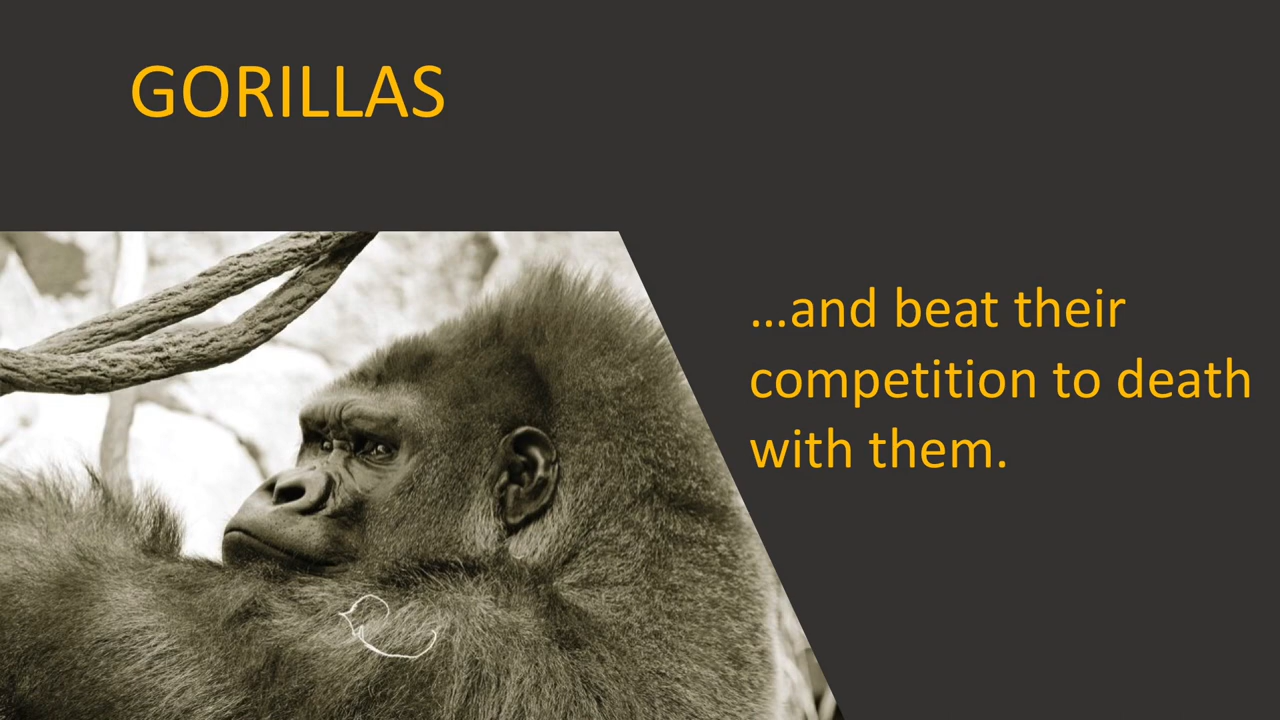 GORILLAS
…and beat their
competition to death
with them.